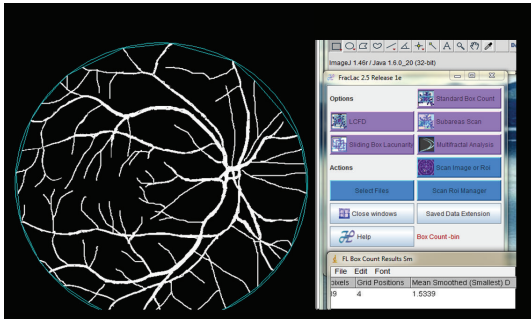 ImageJ 1.46r / Java 1.6.0_20 (32-bit)
FracLac 2.5 Release 1e
Options
Standard Box Count
LCFD
Subareas Scan
Sliding Box Lacunarity
Multifractal Analysis
Actions
Scan Image or Roi
Select Files
Scan Roi Manager
Close windows
Saved Data Extension
Help
Box Count -bin
FL Box Count Results Sm
File Edit Font
Grid Positions Mean Smoothed (Smallest) D
4 1.5339